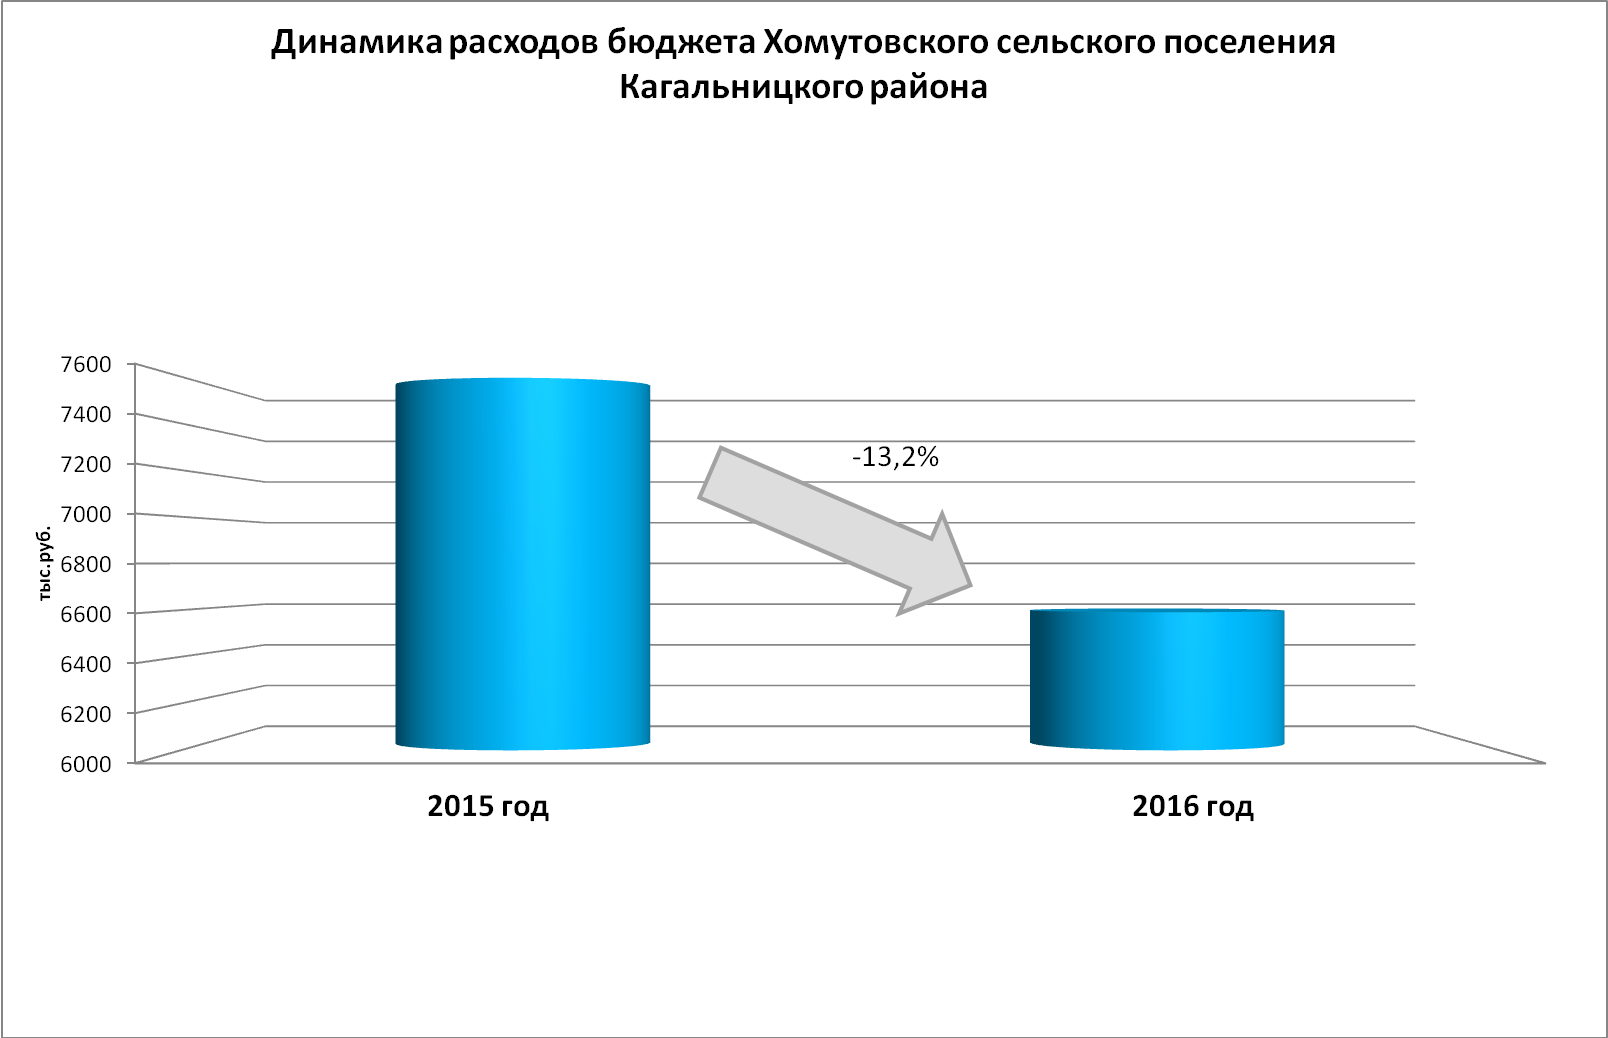 Динамика расходов бюджета Хомутовского сельского поселения
Кагальницкого района
7600
7400
-13,2%
7200
7000
тыс.руб.
6800
6600
6400
6200
6000
2015 год
2016 год